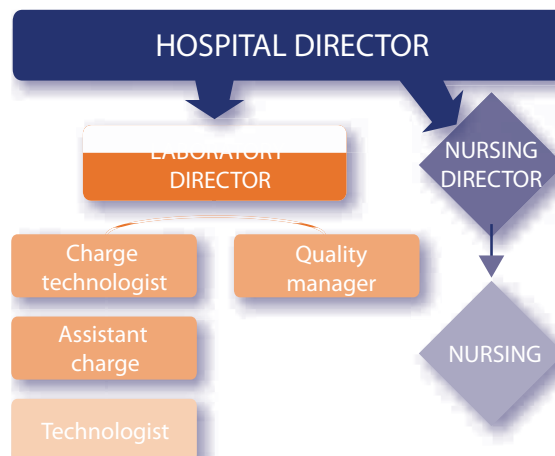 HOSPITAL DIRECTOR
LABORATORY
DIRECTOR
NURSING
DIRECTOR
Charge
technologist
Quality
manager
Assistant
charge
NURSING
Technologist